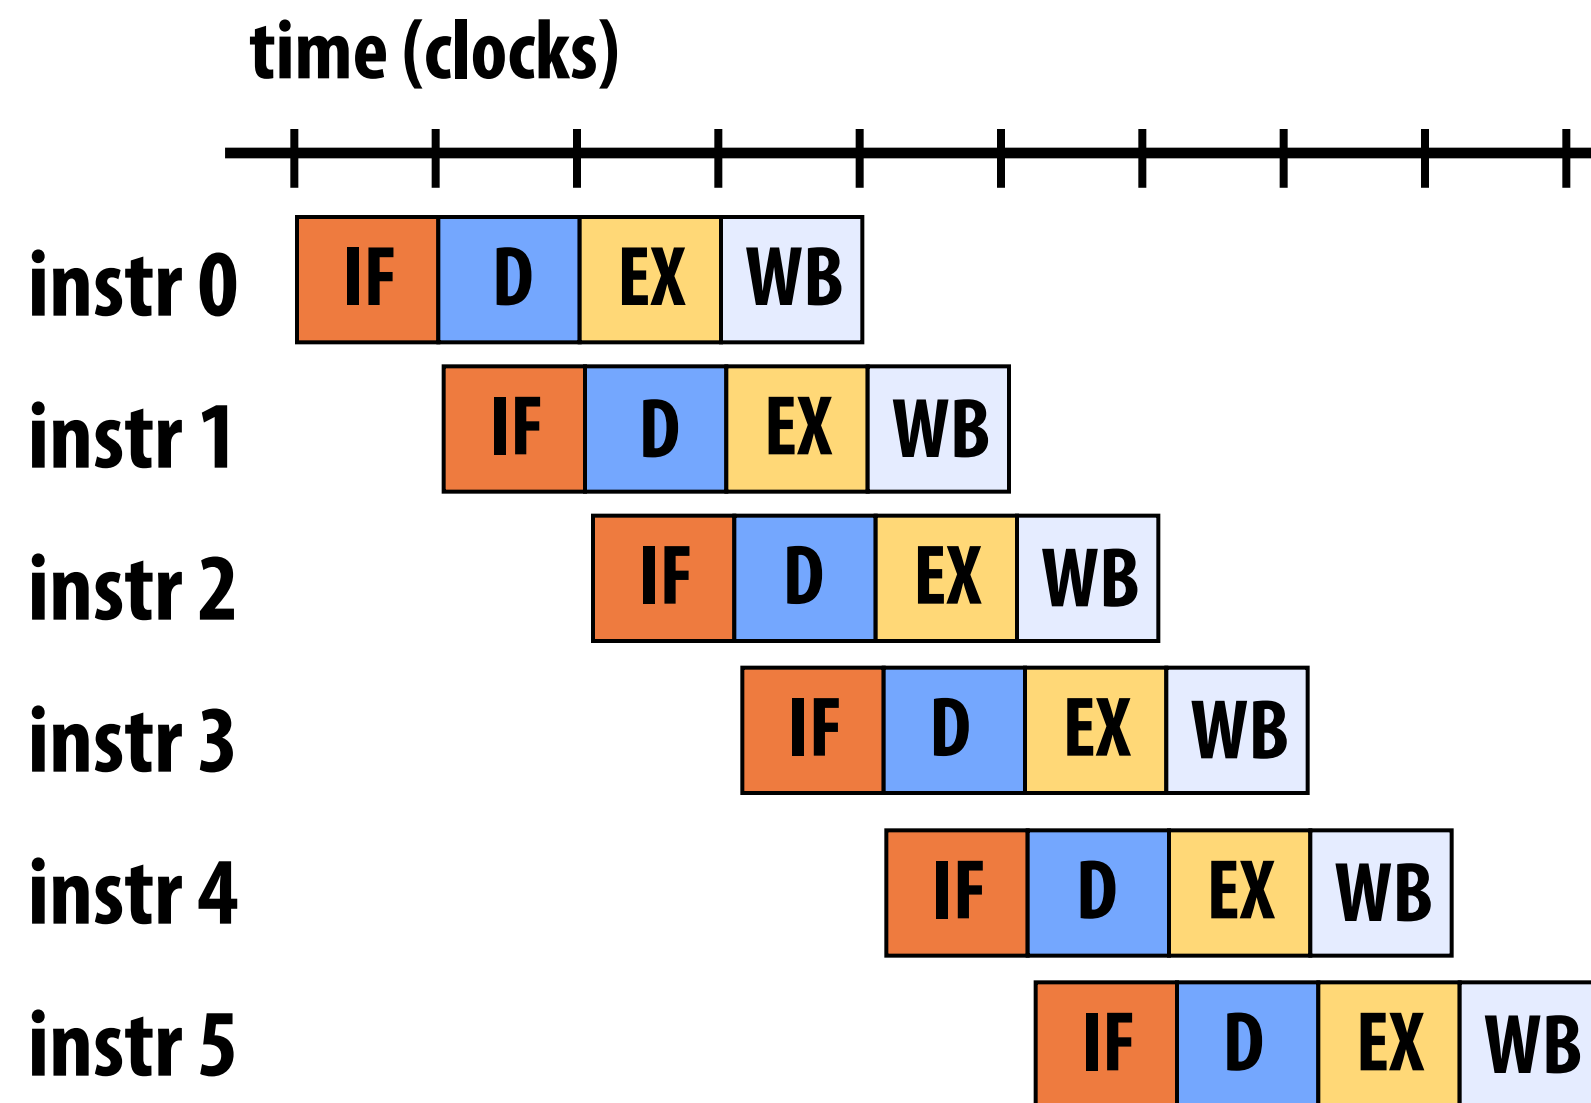 time (clocks)
instr 0 IF D EX WB
instr 1 IF D EX WB
instr 2 IF D EX WB
instr 3 IF D EX WB
instr 4 IF D EX WB
instr 5 IF D EX WB